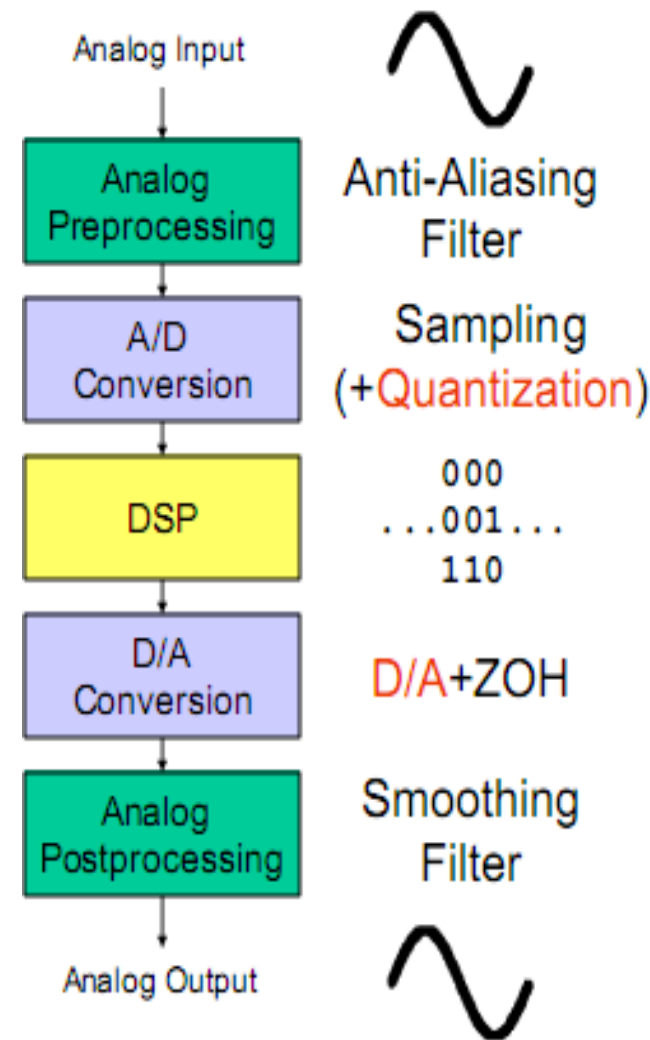 Analog Input
Analog
Preprocessing
Anti-Aliasing
Filter
A/D
Conversion
Sampling
(+Quantization)
DSP
000
...001...
110
D/A
Conversion
D/A+ZOH
Analog
Postprocessing
Smoothing
Filter
Analog Output